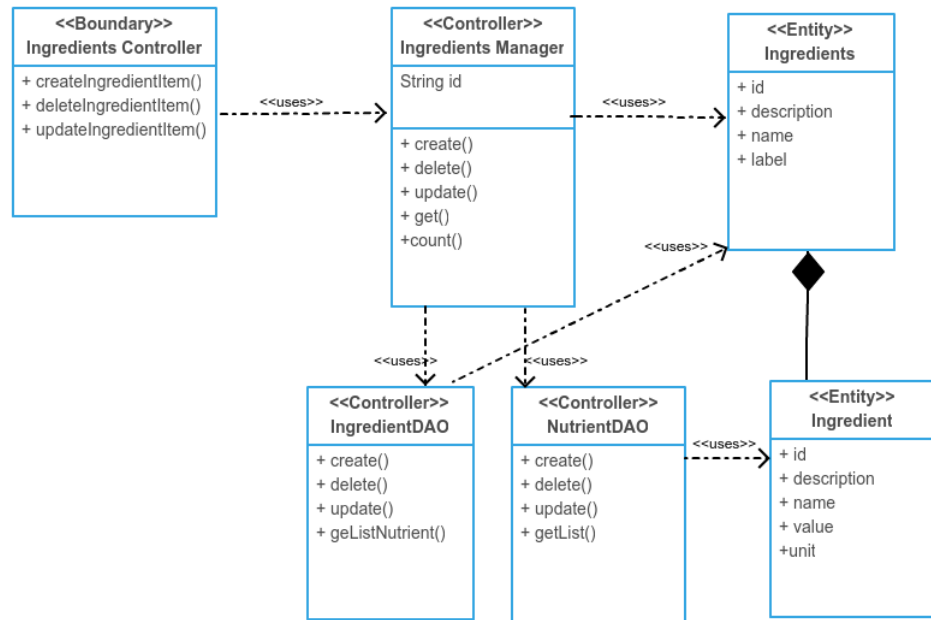 <<Boundary>>
Ingredients Controller
+ createIngredientItem()
+ deleteIngredientItem()
+ updateIngredientItem()
<<uses>>
<<Controller>>
Ingredients Manager
String id
+ create()
+ delete()
+ update()
+ get()
+count()
<<uses>>
<<Entity>>
Ingredients
+ id
+ description
+ name
+ label
<<uses>>
<<uses>>
<<uses>>
<<Controller>>
IngredientDAO
+ create()
+ delete()
+ update()
+ geListNutrient()
<<Controller>>
NutrientDAO
+ create()
+ delete()
+ update()
+ getList()
<<uses>>
<<Entity>>
Ingredient
+ id
+ description
+ name
+ value
+unit